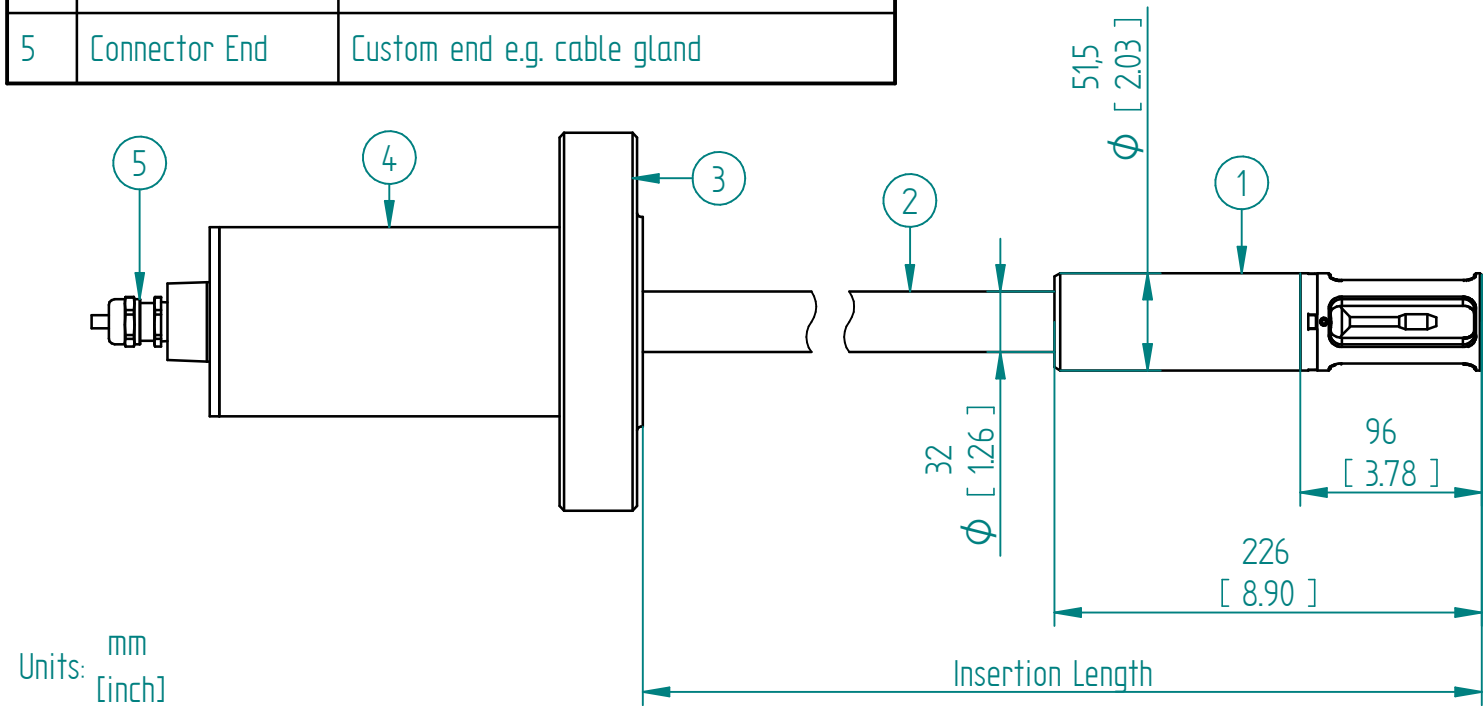 5 Connector End Custom end e.g. cable gland
51,5
ϕ [ 2.03 ]
5
4
3
2
1
32
ϕ [ 1.26 ]
96
[ 3.78 ]
226
[ 8.90 ]
Insertion Length
Units: mm
[inch]